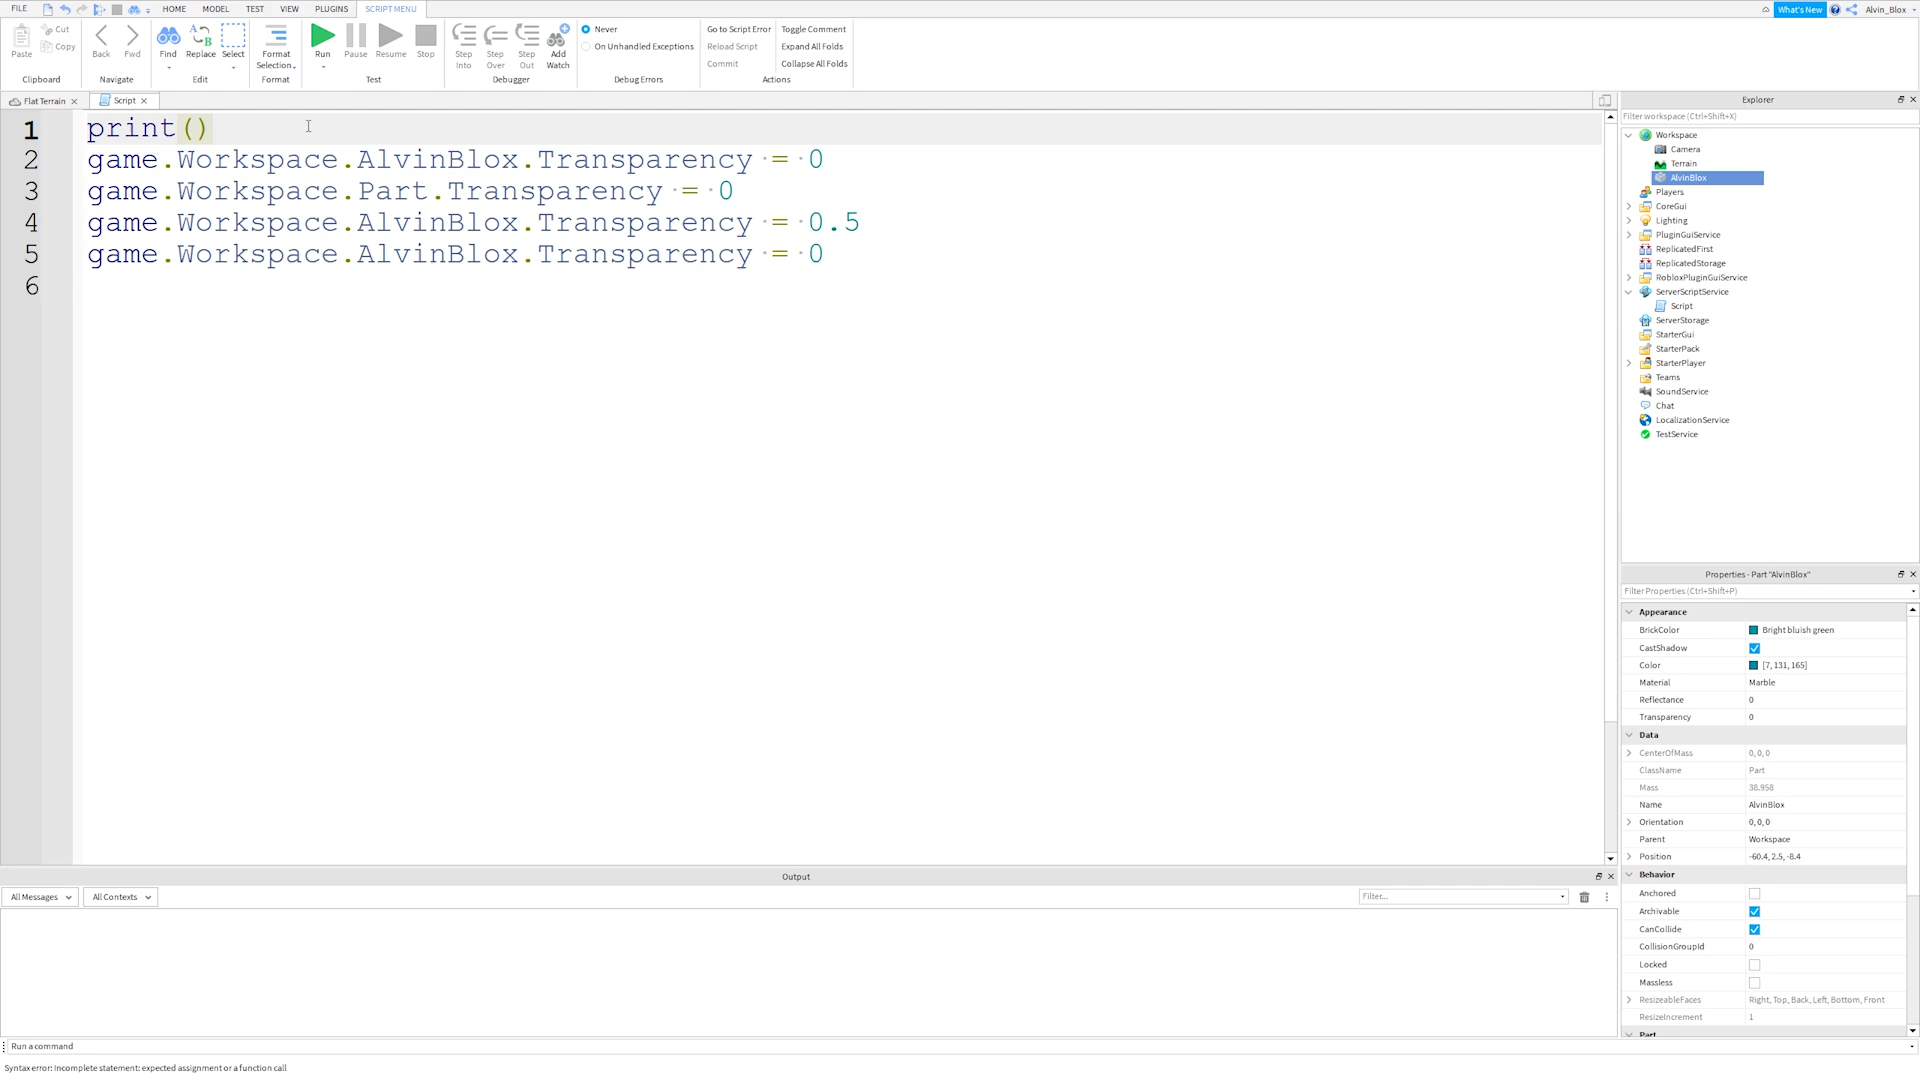 FILE HOME MODEL TEST VIEW PLUGINS SCRIPT MENU What's New Alvin_Blox
Paste Cut Copy Clipboard
Back Fwd Navigate
Find Replace Select Edit
Format Selection Format
Run Pause Resume Stop Test
Step Into Step Over Step Out Add Watch Debugger
Never
On Unhandled Exceptions
Debug Errors
Go to Script Error Toggle Comment
Reload Script Expand All Folds
Commit Collapse All Folds
Actions
Flat Terrain Script
1 print()
2 game.Workspace.AlvinBlox.Transparency = 0
3 game.Workspace.Part.Transparency = 0
4 game.Workspace.AlvinBlox.Transparency = 0.5
5 game.Workspace.AlvinBlox.Transparency = 0
6
Explorer
Filter workspace (Ctrl+Shift+X)
Workspace
Camera
Terrain
AlvinBlox
Players
CoreGui
Lighting
PluginGuiService
ReplicatedFirst
ReplicatedStorage
RobloxPluginGuiService
ServerScriptService
Script
ServerStorage
StarterGui
StarterPack
StarterPlayer
Teams
SoundService
Chat
LocalizationService
TestService
Properties - Part "AlvinBlox"
Filter Properties (Ctrl+Shift+P)
Appearance
BrickColor Bright bluish green
CastShadow
Color [7, 131, 165]
Material Marble
Reflectance 0
Transparency 0
Data
CenterOfMass 0, 0, 0
ClassName Part
Mass 38.958
Name AlvinBlox
Orientation 0, 0, 0
Parent Workspace
Position -60.4, 2.5, -8.4
Behavior
Anchored
Archivable
CanCollide
CollisionGroupId 0
Locked
Massless
ResizeableFaces Right, Top, Back, Left, Bottom, Front
ResizeIncrement 1
Part
Output
All Messages All Contexts Filter...
Run a command
Syntax error: Incomplete statement: expected assignment or a function call